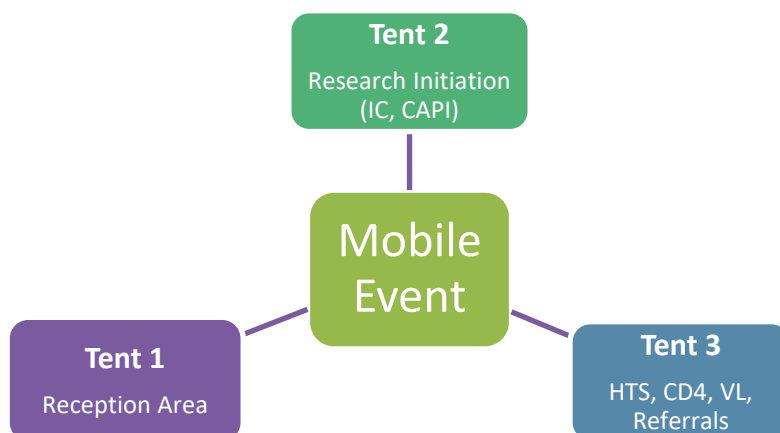 Tent 2
Research Initiation
(IC, CAPI)
Mobile
Event
Tent 1
Reception Area
Tent 3
HTS, CD4, VL,
Referrals